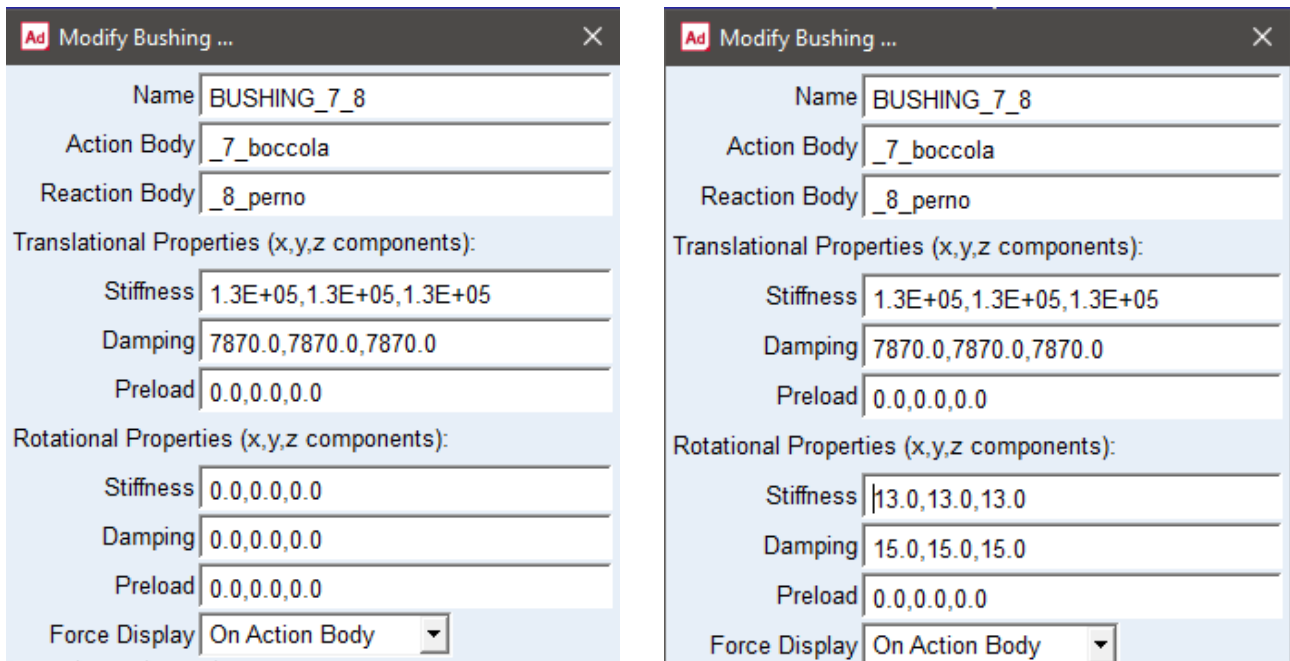 Ad Modify Bushing ...
Name BUSHING_7_8
Action Body _7_boccola
Reaction Body _8_perno
Translational Properties (x,y,z components):
Stiffness 1.3E+05,1.3E+05,1.3E+05
Damping 7870.0,7870.0,7870.0
Preload 0.0,0.0,0.0
Rotational Properties (x,y,z components):
Stiffness 0.0,0.0,0.0
Damping 0.0,0.0,0.0
Preload 0.0,0.0,0.0
Force Display On Action Body
Ad Modify Bushing ...
Name BUSHING_7_8
Action Body _7_boccola
Reaction Body _8_perno
Translational Properties (x,y,z components):
Stiffness 1.3E+05,1.3E+05,1.3E+05
Damping 7870.0,7870.0,7870.0
Preload 0.0,0.0,0.0
Rotational Properties (x,y,z components):
Stiffness 13.0,13.0,13.0
Damping 15.0,15.0,15.0
Preload 0.0,0.0,0.0
Force Display On Action Body